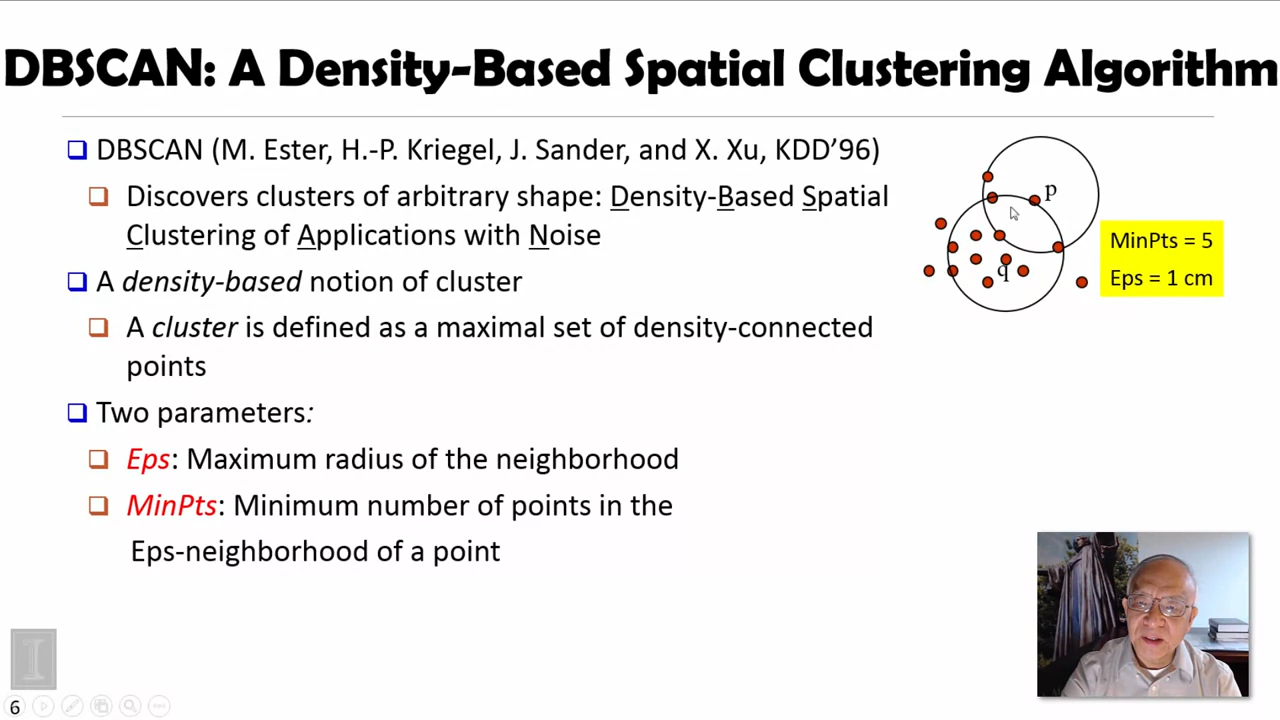 DBSCAN: A Density-Based Spatial Clustering Algorithm
DBSCAN (M. Ester, H.-P. Kriegel, J. Sander, and X. Xu, KDD’96)
Discovers clusters of arbitrary shape: Density-Based Spatial
Clustering of Applications with Noise
A density-based notion of cluster
A cluster is defined as a maximal set of density-connected
points
Two parameters:
Eps: Maximum radius of the neighborhood
MinPts: Minimum number of points in the
Eps-neighborhood of a point
p
q
MinPts = 5
Eps = 1 cm
I
6